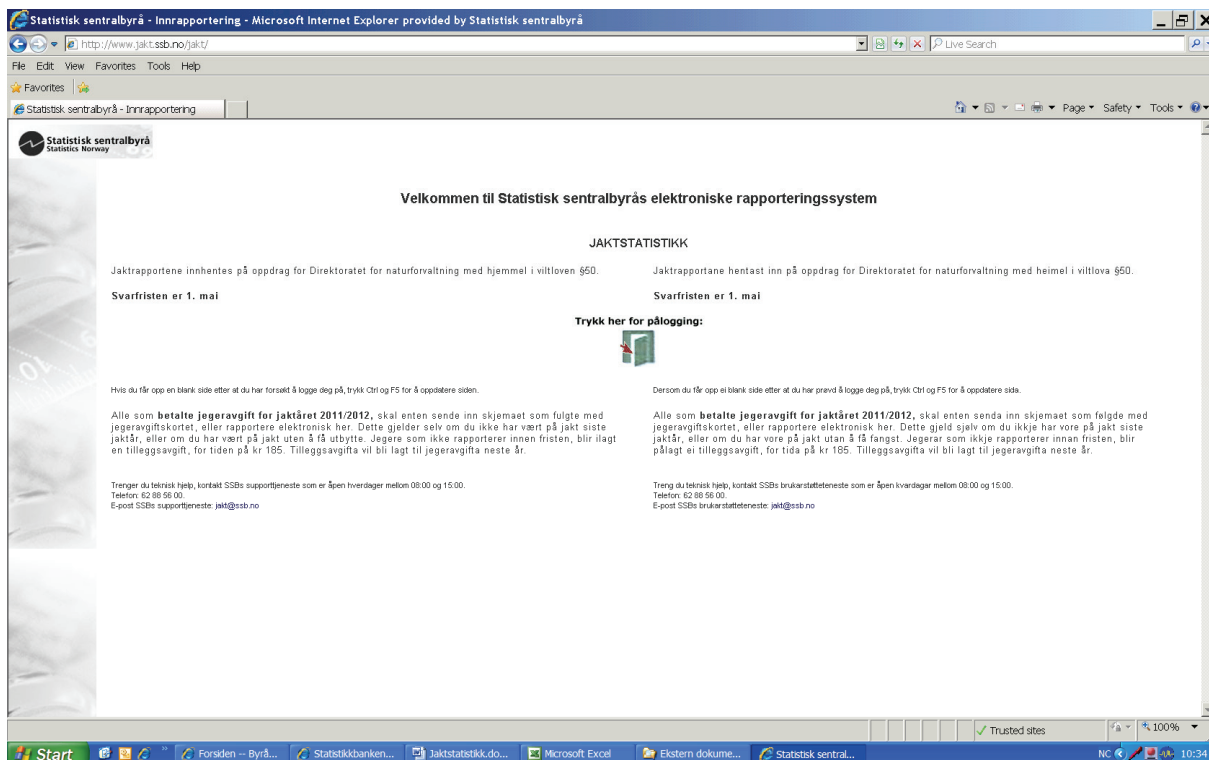 Statistisk sentralbyrå - Innrapportering - Microsoft Internet Explorer provided by Statistisk sentralbyrå
http://www.jakt.ssb.no/jakt/
Live Search
File Edit View Favorites Tools Help
Favorites
Statistisk sentralbyrå - Innrapportering
Page Safety Tools
Statistisk sentralbyrå
Statistics Norway
Velkommen til Statistisk sentralbyrås elektroniske rapporteringssystem
JAKTSTATISTIKK
Jaktrapportene innhentes på oppdrag for Direktoratet for naturforvaltning med hjemmel i viltloven §50.
Svarfristen er 1. mai
Jaktrapportane hentast inn på oppdrag for Direktoratet for naturforvaltning med heimel i viltlova §50.
Svarfristen er 1. mai
Trykk her for pålogging:
Hvis du får opp en blank side etter at du har forsøkt å logge deg på, trykk Ctrl og F5 for å oppdatere siden.
Alle som betalte jegeravgift for jaktåret 2011/2012, skal enten sende inn skjemaet som fulgte med
jegeravgiftskortet, eller rapportere elektronisk her. Dette gjelder selv om du ikke har vært på jakt siste
jaktår, eller om du har vært på jakt uten å få utbytte. Jegere som ikke rapporterer innen fristen, blir ilagt
en tilleggsavgift, for tiden på kr 185. Tilleggsavgifta vil bli lagt til jegeravgifta neste år.
Trenger du teknisk hjelp, kontakt SSBs supporttjeneste som er åpen hverdager mellom 08:00 og 15:00.
Telefon: 62 88 56 00.
E-post SSBs supporttjeneste: jakt@ssb.no
Dersom du får opp ei blank side etter at du har prøvd å logge deg på, trykk Ctrl og F5 for å oppdatere sida.
Alle som betalte jegeravgift for jaktåret 2011/2012, skal enten senda inn skjemaet som følgde med
jegeravgiftskortet, eller rapportere elektronisk her. Dette gjeld sjølv om du ikkje har vore på jakt siste
jaktår, eller om du har vore på jakt utan å få fangst. Jegerar som ikkje rapporterer innan fristen, blir
pålagt ei tilleggsavgift, for tida på kr 185. Tilleggsavgifta vil bli lagt til jegeravgifta neste år.
Treng du teknisk hjelp, kontakt SSBs brukarstøtteteneste som er åpen kvardagar mellom 08:00 og 15:00.
Telefon: 62 88 56 00.
E-post SSBs brukarstøtteteneste: jakt@ssb.no
Trusted sites
100%
Start
Forsiden -- Byrå...
Statistikkbanken...
Jaktstatistikk.do...
Microsoft Excel
Ekstern dokume...
Statistisk sentral...
NC
10:34